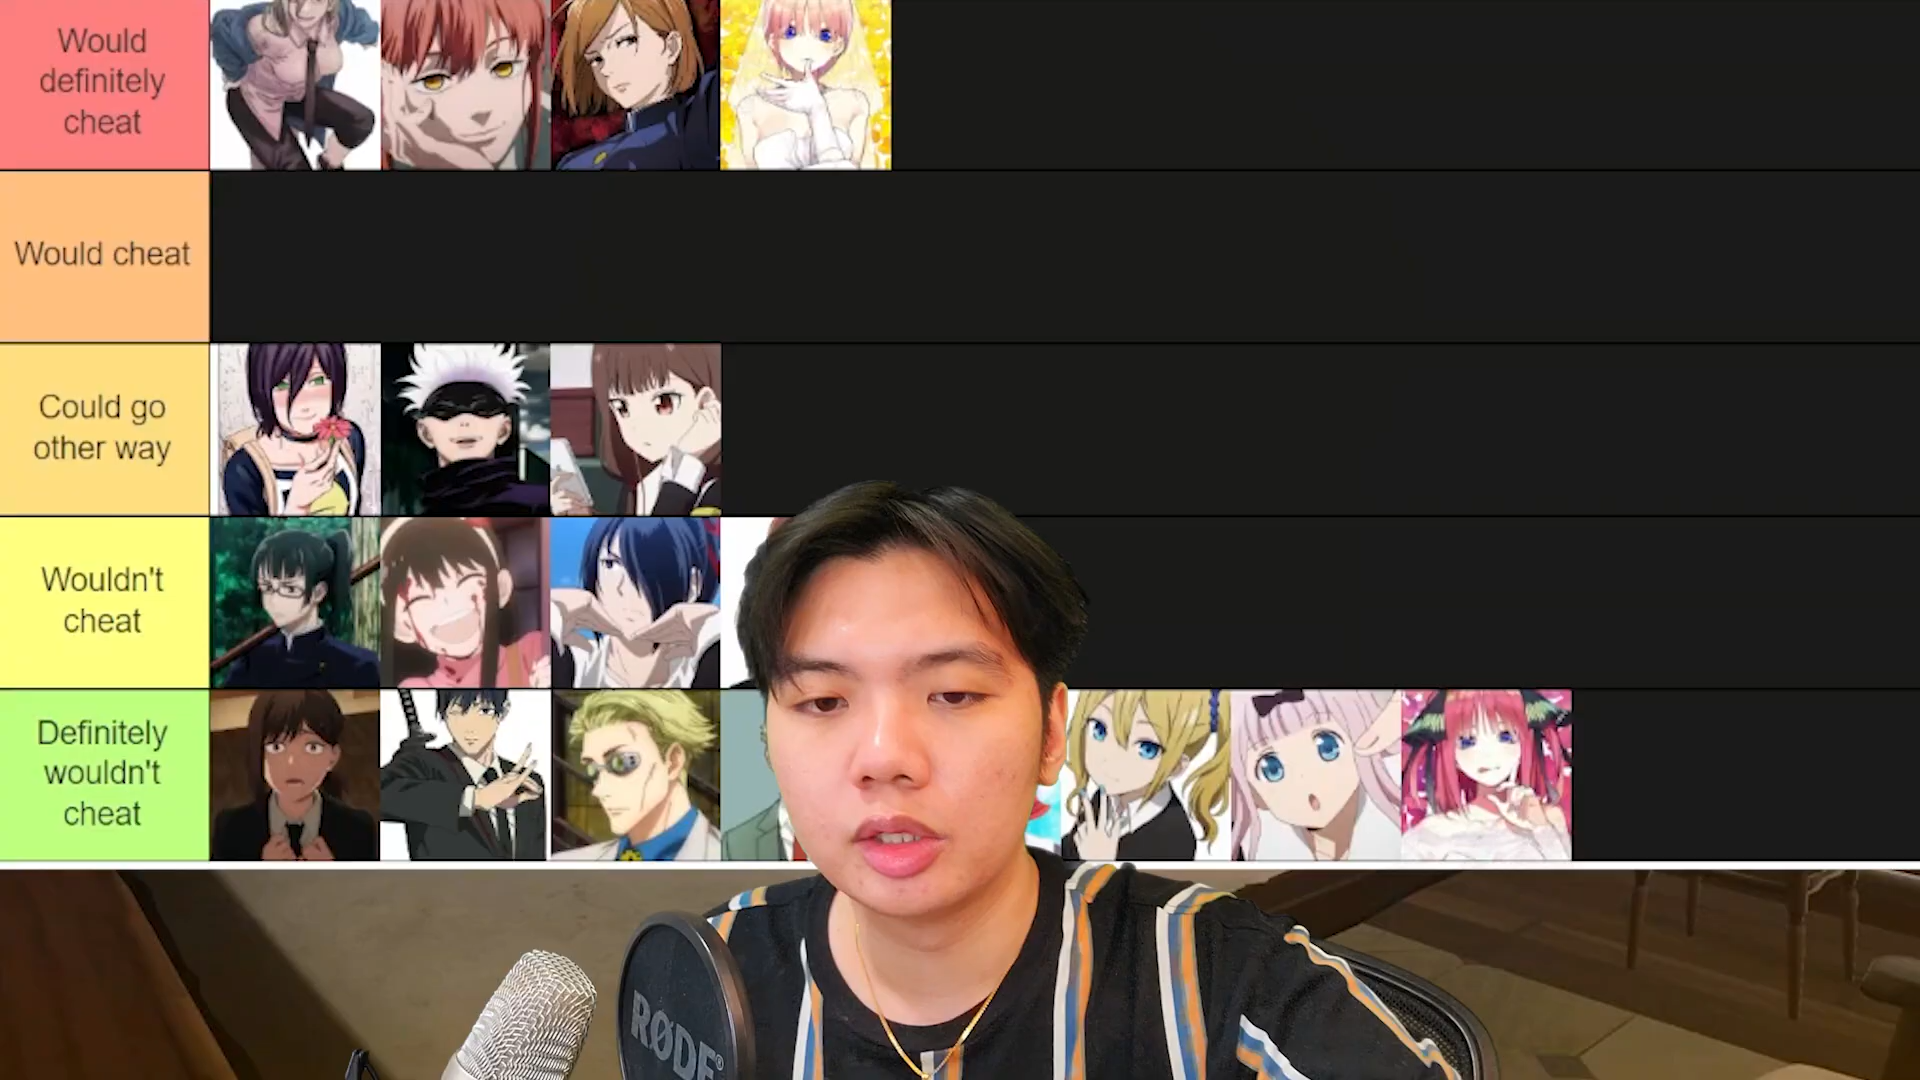 Would
definitely
cheat
Would cheat
Could go
other way
Wouldn't
cheat
Definitely
wouldn't
cheat
RØDE